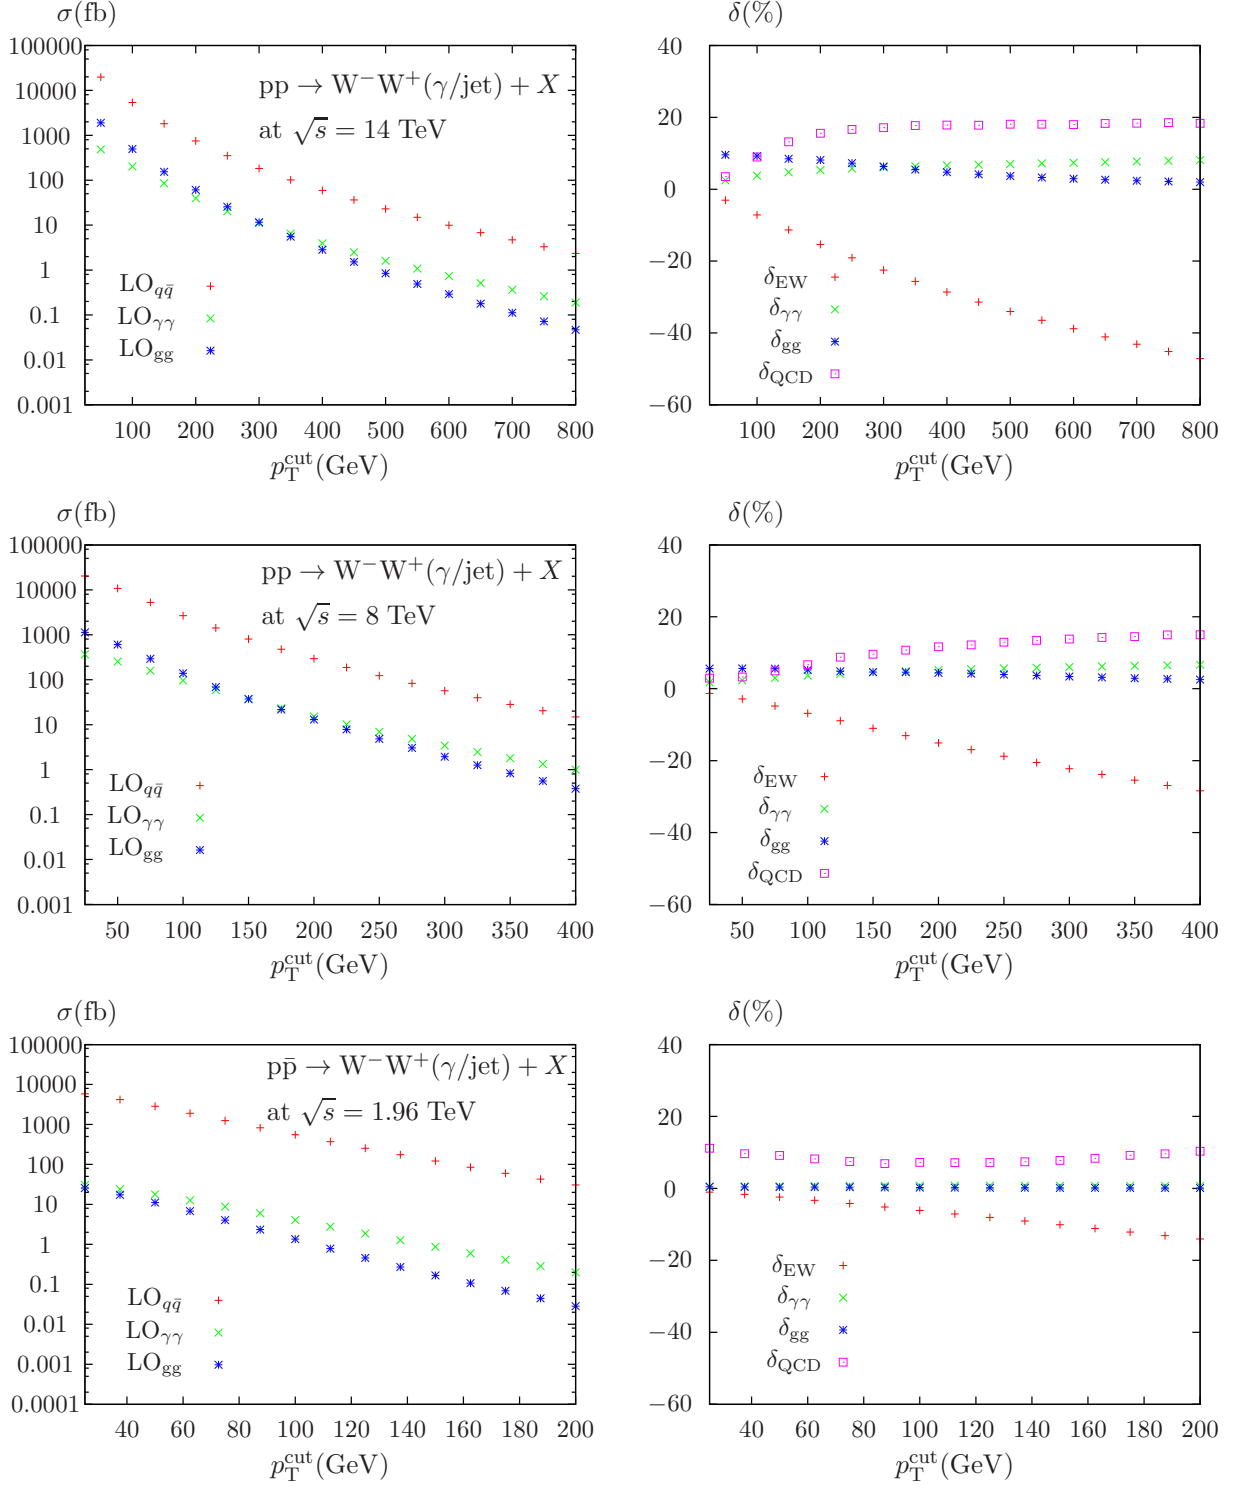 σ(fb)
100000
10000
1000
100
10
1
0.1
0.01
0.001
pp → W⁻W⁺(γ/jet) + X
at √s = 14 TeV
LO_qq̄
LO_γγ
LO_gg
100 200 300 400 500 600 700 800
p_T^cut(GeV)
δ(%)
40
20
0
−20
−40
−60
δ_EW
δ_γγ
δ_gg
δ_QCD
100 200 300 400 500 600 700 800
p_T^cut(GeV)
σ(fb)
100000
10000
1000
100
10
1
0.1
0.01
0.001
pp → W⁻W⁺(γ/jet) + X
at √s = 8 TeV
LO_qq̄
LO_γγ
LO_gg
50 100 150 200 250 300 350 400
p_T^cut(GeV)
δ(%)
40
20
0
−20
−40
−60
δ_EW
δ_γγ
δ_gg
δ_QCD
50 100 150 200 250 300 350 400
p_T^cut(GeV)
σ(fb)
100000
10000
1000
100
10
1
0.1
0.01
0.001
0.0001
pp̄ → W⁻W⁺(γ/jet) + X
at √s = 1.96 TeV
LO_qq̄
LO_γγ
LO_gg
40 60 80 100 120 140 160 180 200
p_T^cut(GeV)
δ(%)
40
20
0
−20
−40
−60
δ_EW
δ_γγ
δ_gg
δ_QCD
40 60 80 100 120 140 160 180 200
p_T^cut(GeV)